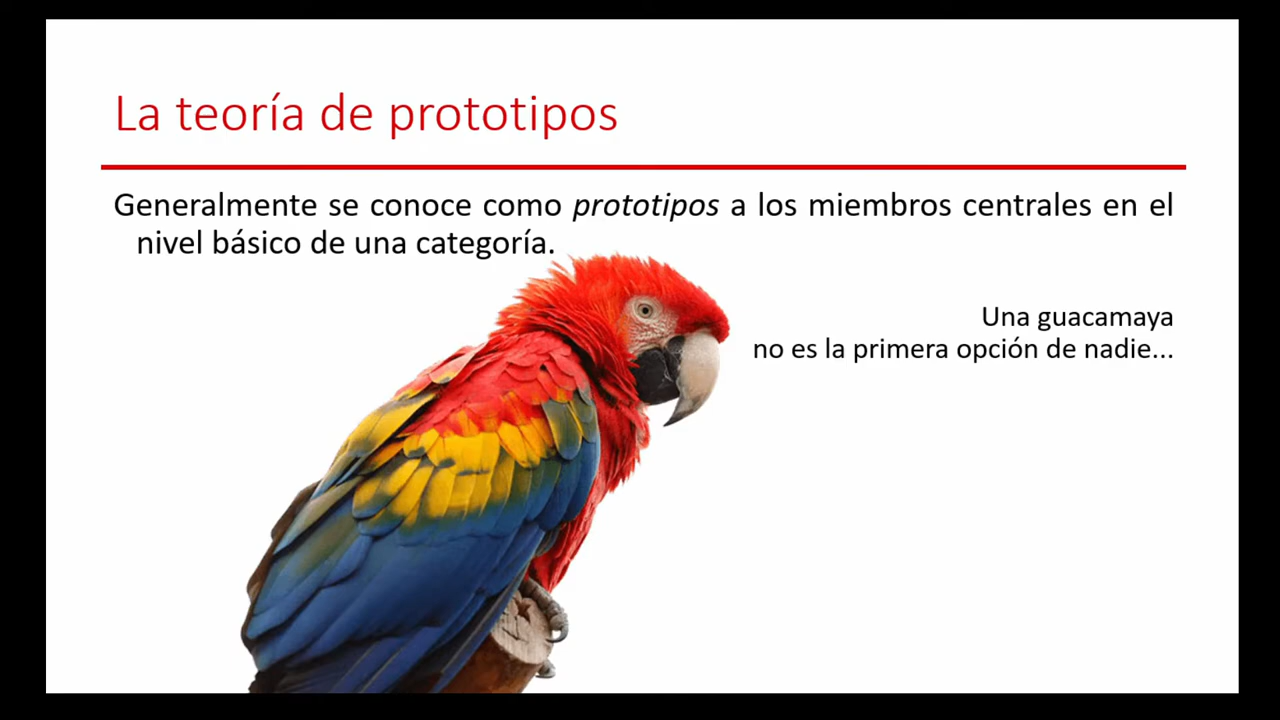 La teoría de prototipos
Generalmente se conoce como prototipos a los miembros centrales en el
nivel básico de una categoría.
Una guacamaya
no es la primera opción de nadie...